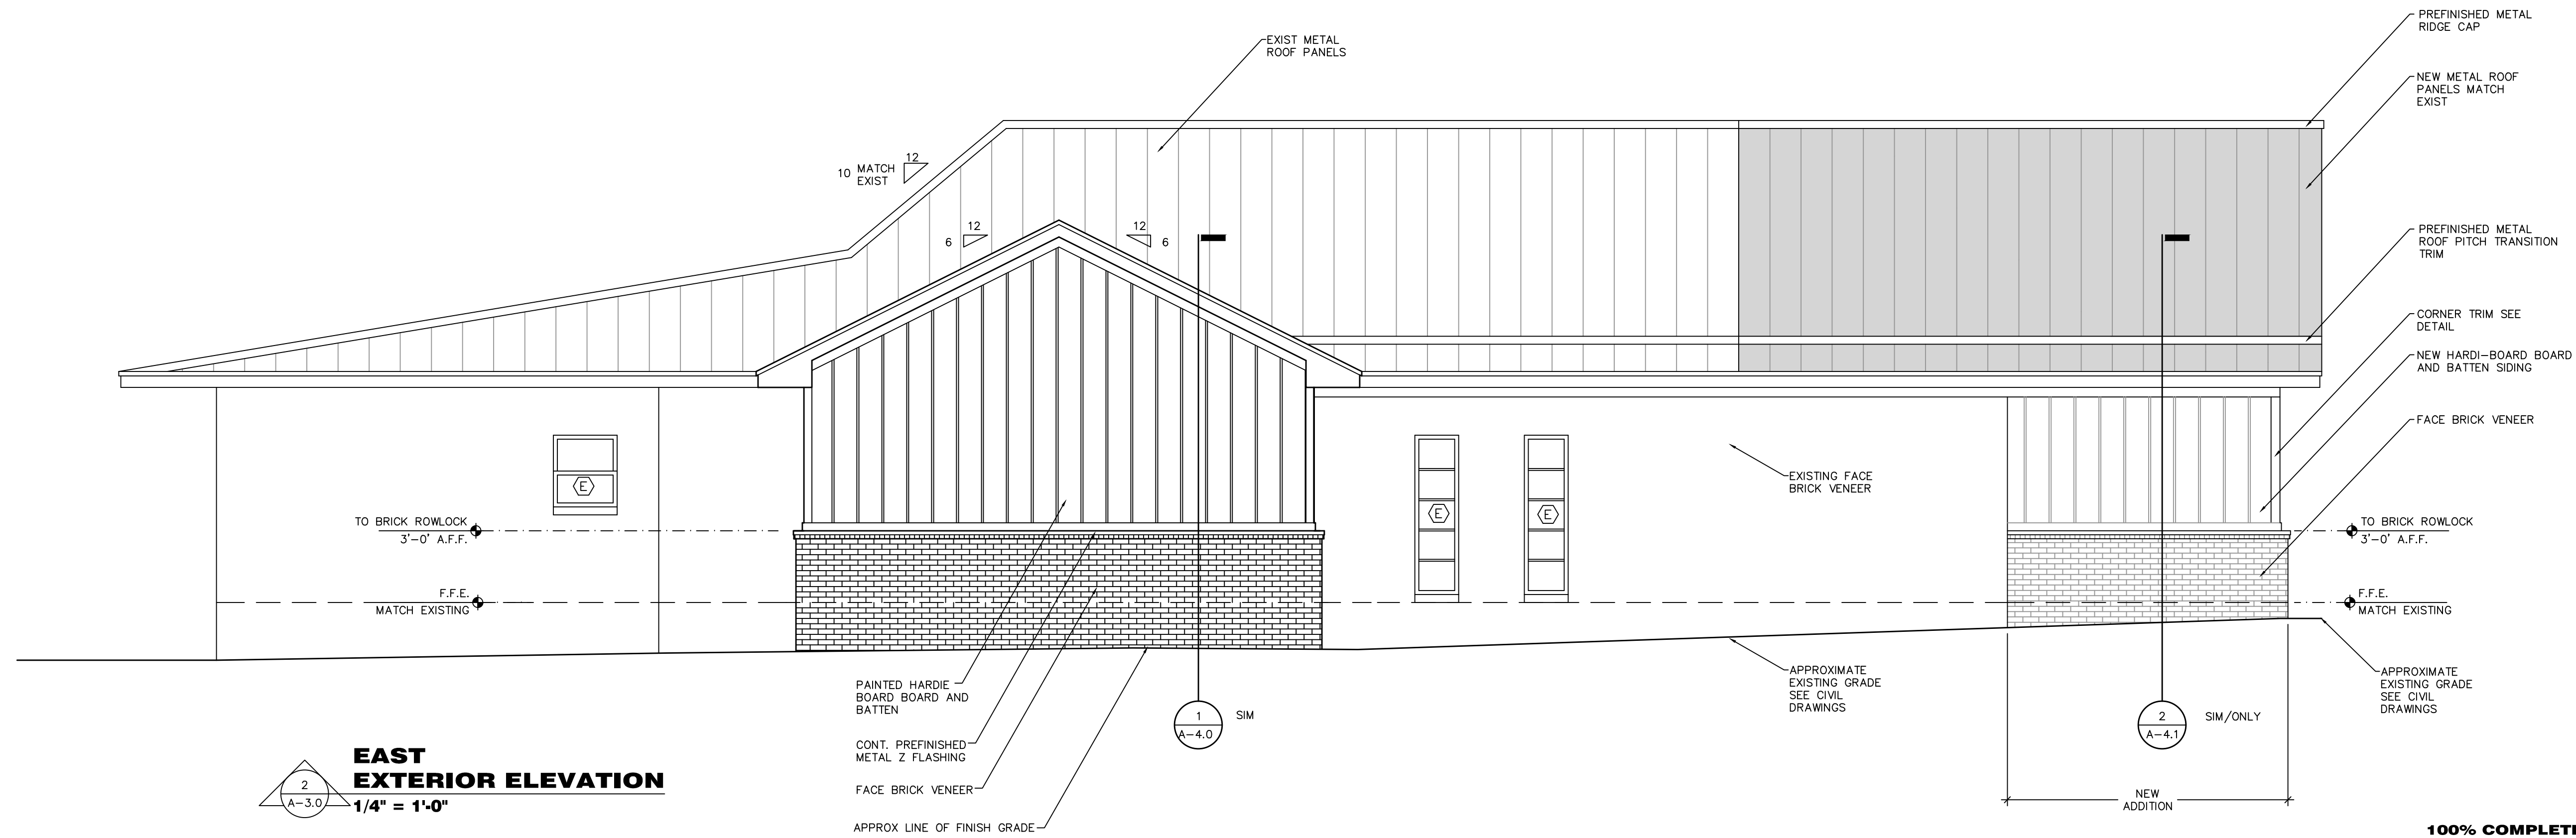 PREFINISHED METAL
RIDGE CAP
EXIST METAL
ROOF PANELS
NEW METAL ROOF
PANELS MATCH
EXIST
12
10 MATCH
EXIST
12
6
12
6
PREFINISHED METAL
ROOF PITCH TRANSITION
TRIM
CORNER TRIM SEE
DETAIL
NEW HARDI-BOARD BOARD
AND BATTEN SIDING
FACE BRICK VENEER
EXISTING FACE
BRICK VENEER
E
E
E
TO BRICK ROWLOCK
3'-0' A.F.F.
TO BRICK ROWLOCK
3'-0' A.F.F.
F.F.E.
MATCH EXISTING
F.F.E.
MATCH EXISTING
PAINTED HARDIE
BOARD BOARD AND
BATTEN
CONT. PREFINISHED
METAL Z FLASHING
FACE BRICK VENEER
APPROX LINE OF FINISH GRADE
1
A-4.0
SIM
APPROXIMATE
EXISTING GRADE
SEE CIVIL
DRAWINGS
2
A-4.1
SIM/ONLY
APPROXIMATE
EXISTING GRADE
SEE CIVIL
DRAWINGS
NEW
ADDITION
EAST
EXTERIOR ELEVATION
1/4" = 1'-0"
2
A-3.0
100% COMPLET